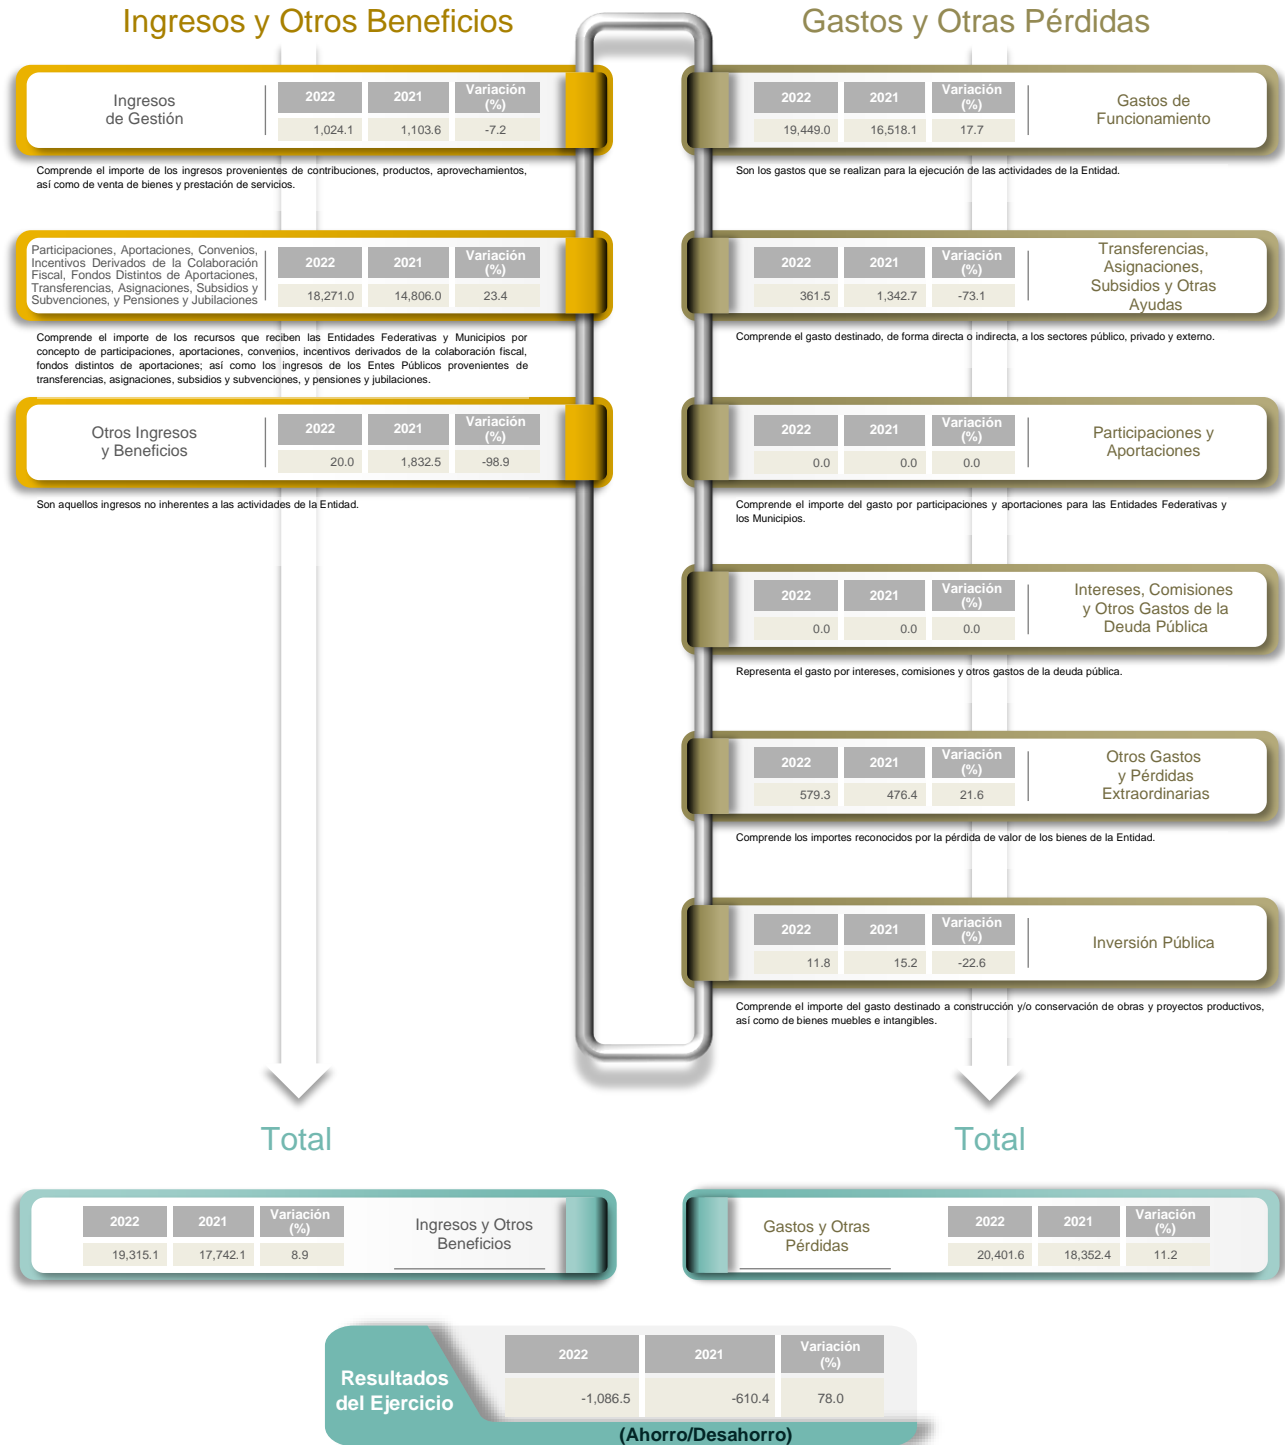 Ingresos y Otros Beneficios
Ingresos
de Gestión
2022 2021 Variación (%)
1,024.1 1,103.6 -7.2
Comprende el importe de los ingresos provenientes de contribuciones, productos, aprovechamientos,
así como de venta de bienes y prestación de servicios.
Participaciones, Aportaciones, Convenios,
Incentivos Derivados de la Colaboración
Fiscal, Fondos Distintos de Aportaciones,
Transferencias, Asignaciones, Subsidios y
Subvenciones, y Pensiones y Jubilaciones
2022 2021 Variación (%)
18,271.0 14,806.0 23.4
Comprende el importe de los recursos que reciben las Entidades Federativas y Municipios por
concepto de participaciones, aportaciones, convenios, incentivos derivados de la colaboración fiscal,
fondos distintos de aportaciones; así como los ingresos de los Entes Públicos provenientes de
transferencias, asignaciones, subsidios y subvenciones, y pensiones y jubilaciones.
Otros Ingresos
y Beneficios
2022 2021 Variación (%)
20.0 1,832.5 -98.9
Son aquellos ingresos no inherentes a las actividades de la Entidad.
Gastos y Otras Pérdidas
2022 2021 Variación (%)
19,449.0 16,518.1 17.7
Gastos de
Funcionamiento
Son los gastos que se realizan para la ejecución de las actividades de la Entidad.
2022 2021 Variación (%)
361.5 1,342.7 -73.1
Transferencias,
Asignaciones,
Subsidios y Otras
Ayudas
Comprende el gasto destinado, de forma directa o indirecta, a los sectores público, privado y externo.
2022 2021 Variación (%)
0.0 0.0 0.0
Participaciones y
Aportaciones
Comprende el importe del gasto por participaciones y aportaciones para las Entidades Federativas y
los Municipios.
2022 2021 Variación (%)
0.0 0.0 0.0
Intereses, Comisiones
y Otros Gastos de la
Deuda Pública
Representa el gasto por intereses, comisiones y otros gastos de la deuda pública.
2022 2021 Variación (%)
579.3 476.4 21.6
Otros Gastos
y Pérdidas
Extraordinarias
Comprende los importes reconocidos por la pérdida de valor de los bienes de la Entidad.
2022 2021 Variación (%)
11.8 15.2 -22.6
Inversión Pública
Comprende el importe del gasto destinado a construcción y/o conservación de obras y proyectos productivos,
así como de bienes muebles e intangibles.
Total
2022 2021 Variación (%)
19,315.1 17,742.1 8.9
Ingresos y Otros
Beneficios
Total
Gastos y Otras
Pérdidas
2022 2021 Variación (%)
20,401.6 18,352.4 11.2
Resultados
del Ejercicio
2022 2021 Variación (%)
-1,086.5 -610.4 78.0
(Ahorro/Desahorro)